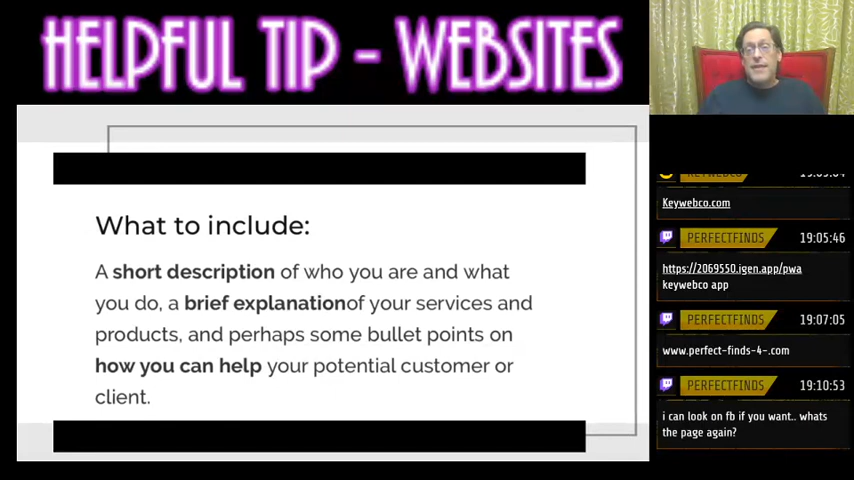 HELPFUL TIP - WEBSITES
What to include:
A short description of who you are and what
you do, a brief explanationof your services and
products, and perhaps some bullet points on
how you can help your potential customer or
client.
Keywebco.com
PERFECTFINDS 19:05:46
https://2069550.igen.app/pwa
keywebco app
PERFECTFINDS 19:07:05
www.perfect-finds-4-.com
PERFECTFINDS 19:10:53
i can look on fb if you want.. whats
the page again?